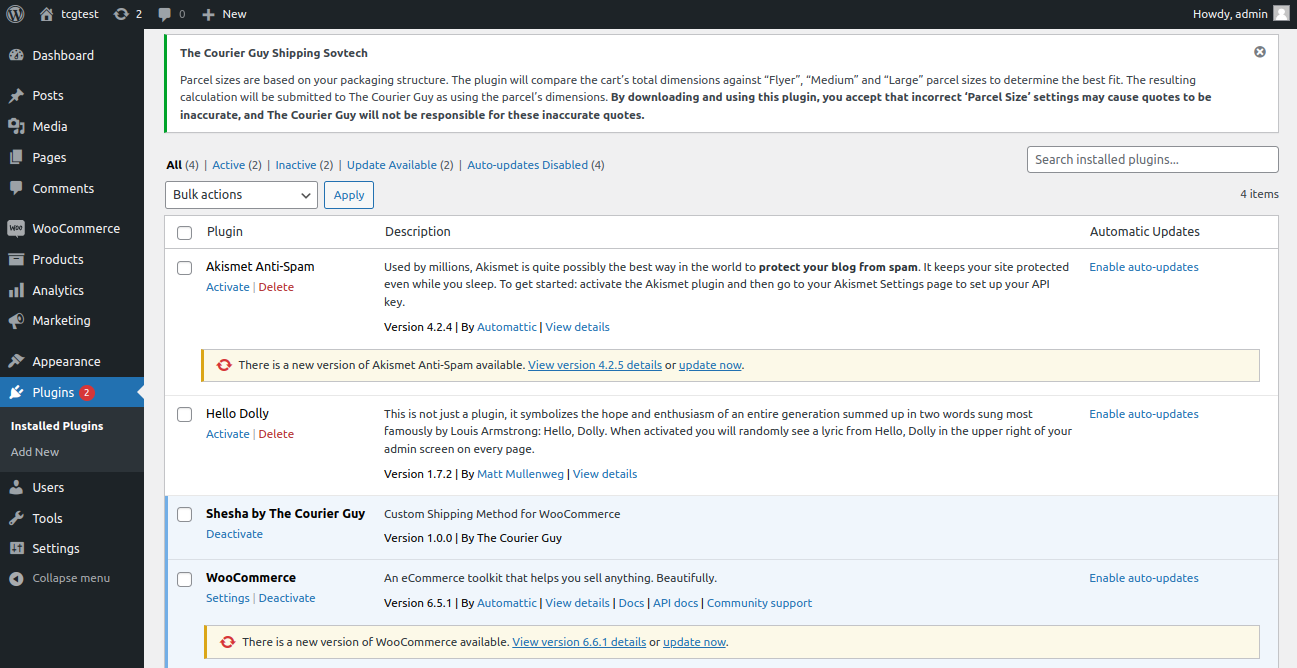 tcgtest 2 0 New Howdy, admin
Dashboard
Posts
Media
Pages
Comments
WooCommerce
Products
Analytics
Marketing
Appearance
Plugins 2
Installed Plugins
Add New
Users
Tools
Settings
Collapse menu
The Courier Guy Shipping Sovtech
Parcel sizes are based on your packaging structure. The plugin will compare the cart's total dimensions against “Flyer”, “Medium” and “Large” parcel sizes to determine the best fit. The resulting
calculation will be submitted to The Courier Guy as using the parcel's dimensions. By downloading and using this plugin, you accept that incorrect ‘Parcel Size’ settings may cause quotes to be
inaccurate, and The Courier Guy will not be responsible for these inaccurate quotes.
All (4) | Active (2) | Inactive (2) | Update Available (2) | Auto-updates Disabled (4)
Search installed plugins...
Bulk actions Apply
4 items
Plugin Description Automatic Updates
Akismet Anti-Spam
Activate | Delete
Used by millions, Akismet is quite possibly the best way in the world to protect your blog from spam. It keeps your site protected
even while you sleep. To get started: activate the Akismet plugin and then go to your Akismet Settings page to set up your API
key.
Version 4.2.4 | By Automattic | View details
Enable auto-updates
There is a new version of Akismet Anti-Spam available. View version 4.2.5 details or update now.
Hello Dolly
Activate | Delete
This is not just a plugin, it symbolizes the hope and enthusiasm of an entire generation summed up in two words sung most
famously by Louis Armstrong: Hello, Dolly. When activated you will randomly see a lyric from Hello, Dolly in the upper right of your
admin screen on every page.
Version 1.7.2 | By Matt Mullenweg | View details
Enable auto-updates
Shesha by The Courier Guy
Deactivate
Custom Shipping Method for WooCommerce
Version 1.0.0 | By The Courier Guy
WooCommerce
Settings | Deactivate
An eCommerce toolkit that helps you sell anything. Beautifully.
Version 6.5.1 | By Automattic | View details | Docs | API docs | Community support
Enable auto-updates
There is a new version of WooCommerce available. View version 6.6.1 details or update now.